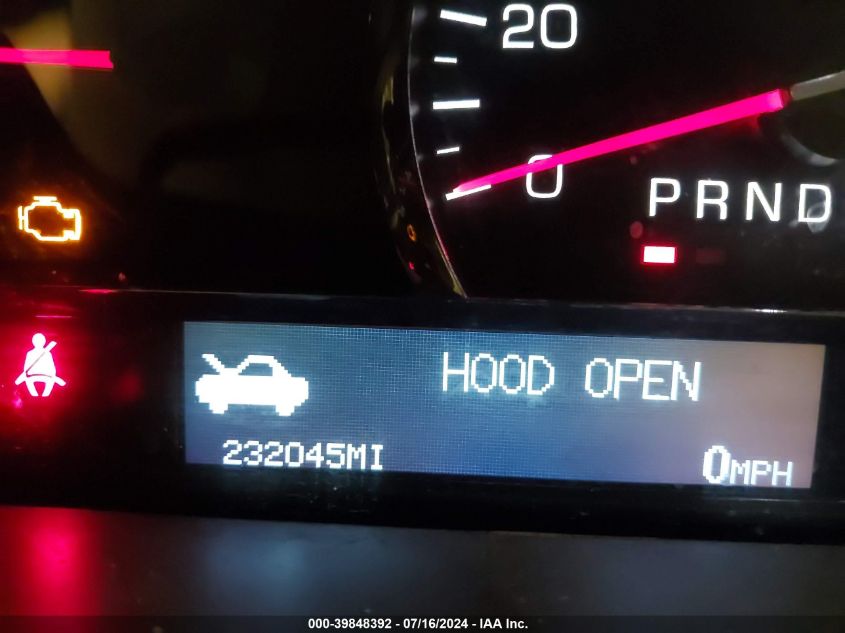 20
0
PRND
HOOD OPEN
232045MI
0MPH
000-39848392 - 07/16/2024 - IAA Inc.